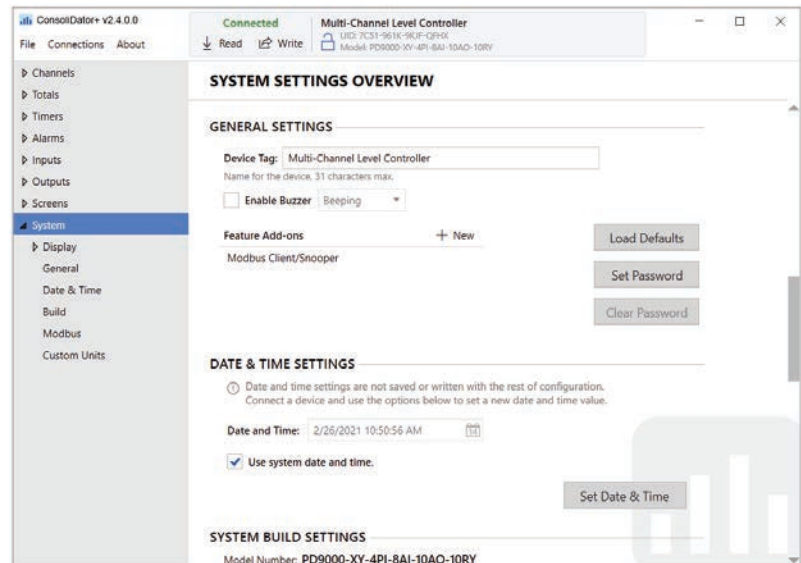 ConsoliDator+ v2.4.0.0
File Connections About
Connected
Read Write
Multi-Channel Level Controller
UID: 7C51-961K-9KJF-QFHX
Model: PD9000-XY-4PI-8AI-10AO-10RY
Channels
Totals
Timers
Alarms
Inputs
Outputs
Screens
System
Display
General
Date & Time
Build
Modbus
Custom Units
SYSTEM SETTINGS OVERVIEW
GENERAL SETTINGS
Device Tag: Multi-Channel Level Controller
Name for the device, 31 characters max.
Enable Buzzer Beeping
Feature Add-ons + New
Modbus Client/Snooper
Load Defaults
Set Password
Clear Password
DATE & TIME SETTINGS
Date and time settings are not saved or written with the rest of configuration.
Connect a device and use the options below to set a new date and time value.
Date and Time: 2/26/2021 10:50:56 AM 14
Use system date and time.
Set Date & Time
SYSTEM BUILD SETTINGS
Model Number: PD9000-XY-4PI-8AI-10AO-10RY